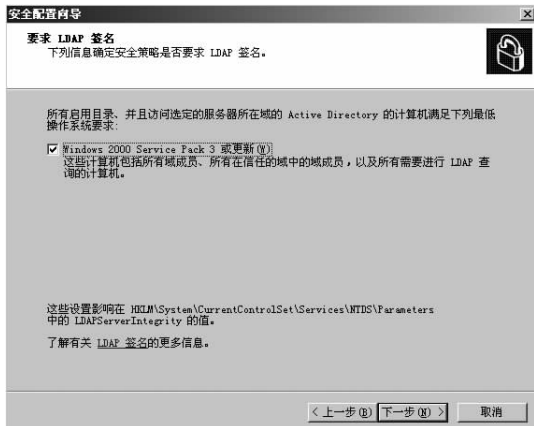 安全配置向导
要求 LDAP 签名
下列信息确定安全策略是否要求 LDAP 签名。
所有启用目录、并且访问选定的服务器所在域的 Active Directory 的计算机满足下列最低
操作系统要求:
Windows 2000 Service Pack 3 或更新(W)
这些计算机包括所有域成员、所有在信任的域中的域成员，以及所有需要进行 LDAP 查
询的计算机。
这些设置影响在 HKLM\System\CurrentControlSet\Services\NTDS\Parameters
中的 LDAPServerIntegrity 的值。
了解有关 LDAP 签名的更多信息。
< 上一步(B) 下一步(N) > 取消